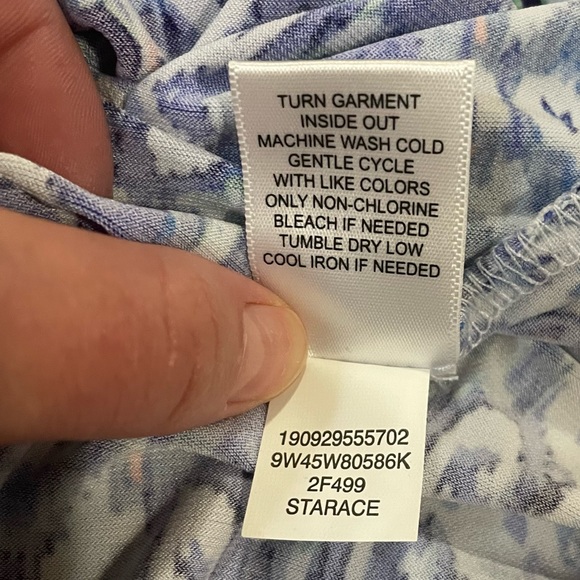 TURN GARMENT
INSIDE OUT
MACHINE WASH COLD
GENTLE CYCLE
WITH LIKE COLORS
ONLY NON-CHLORINE
BLEACH IF NEEDED
TUMBLE DRY LOW
COOL IRON IF NEEDED
190929555702
9W45W80586K
2F499
STARACE